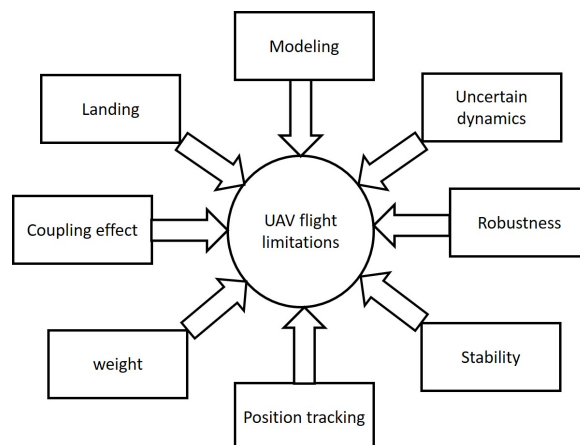 Modeling
Landing
Uncertain
dynamics
UAV flight
limitations
Coupling effect
Robustness
weight
Stability
Position tracking